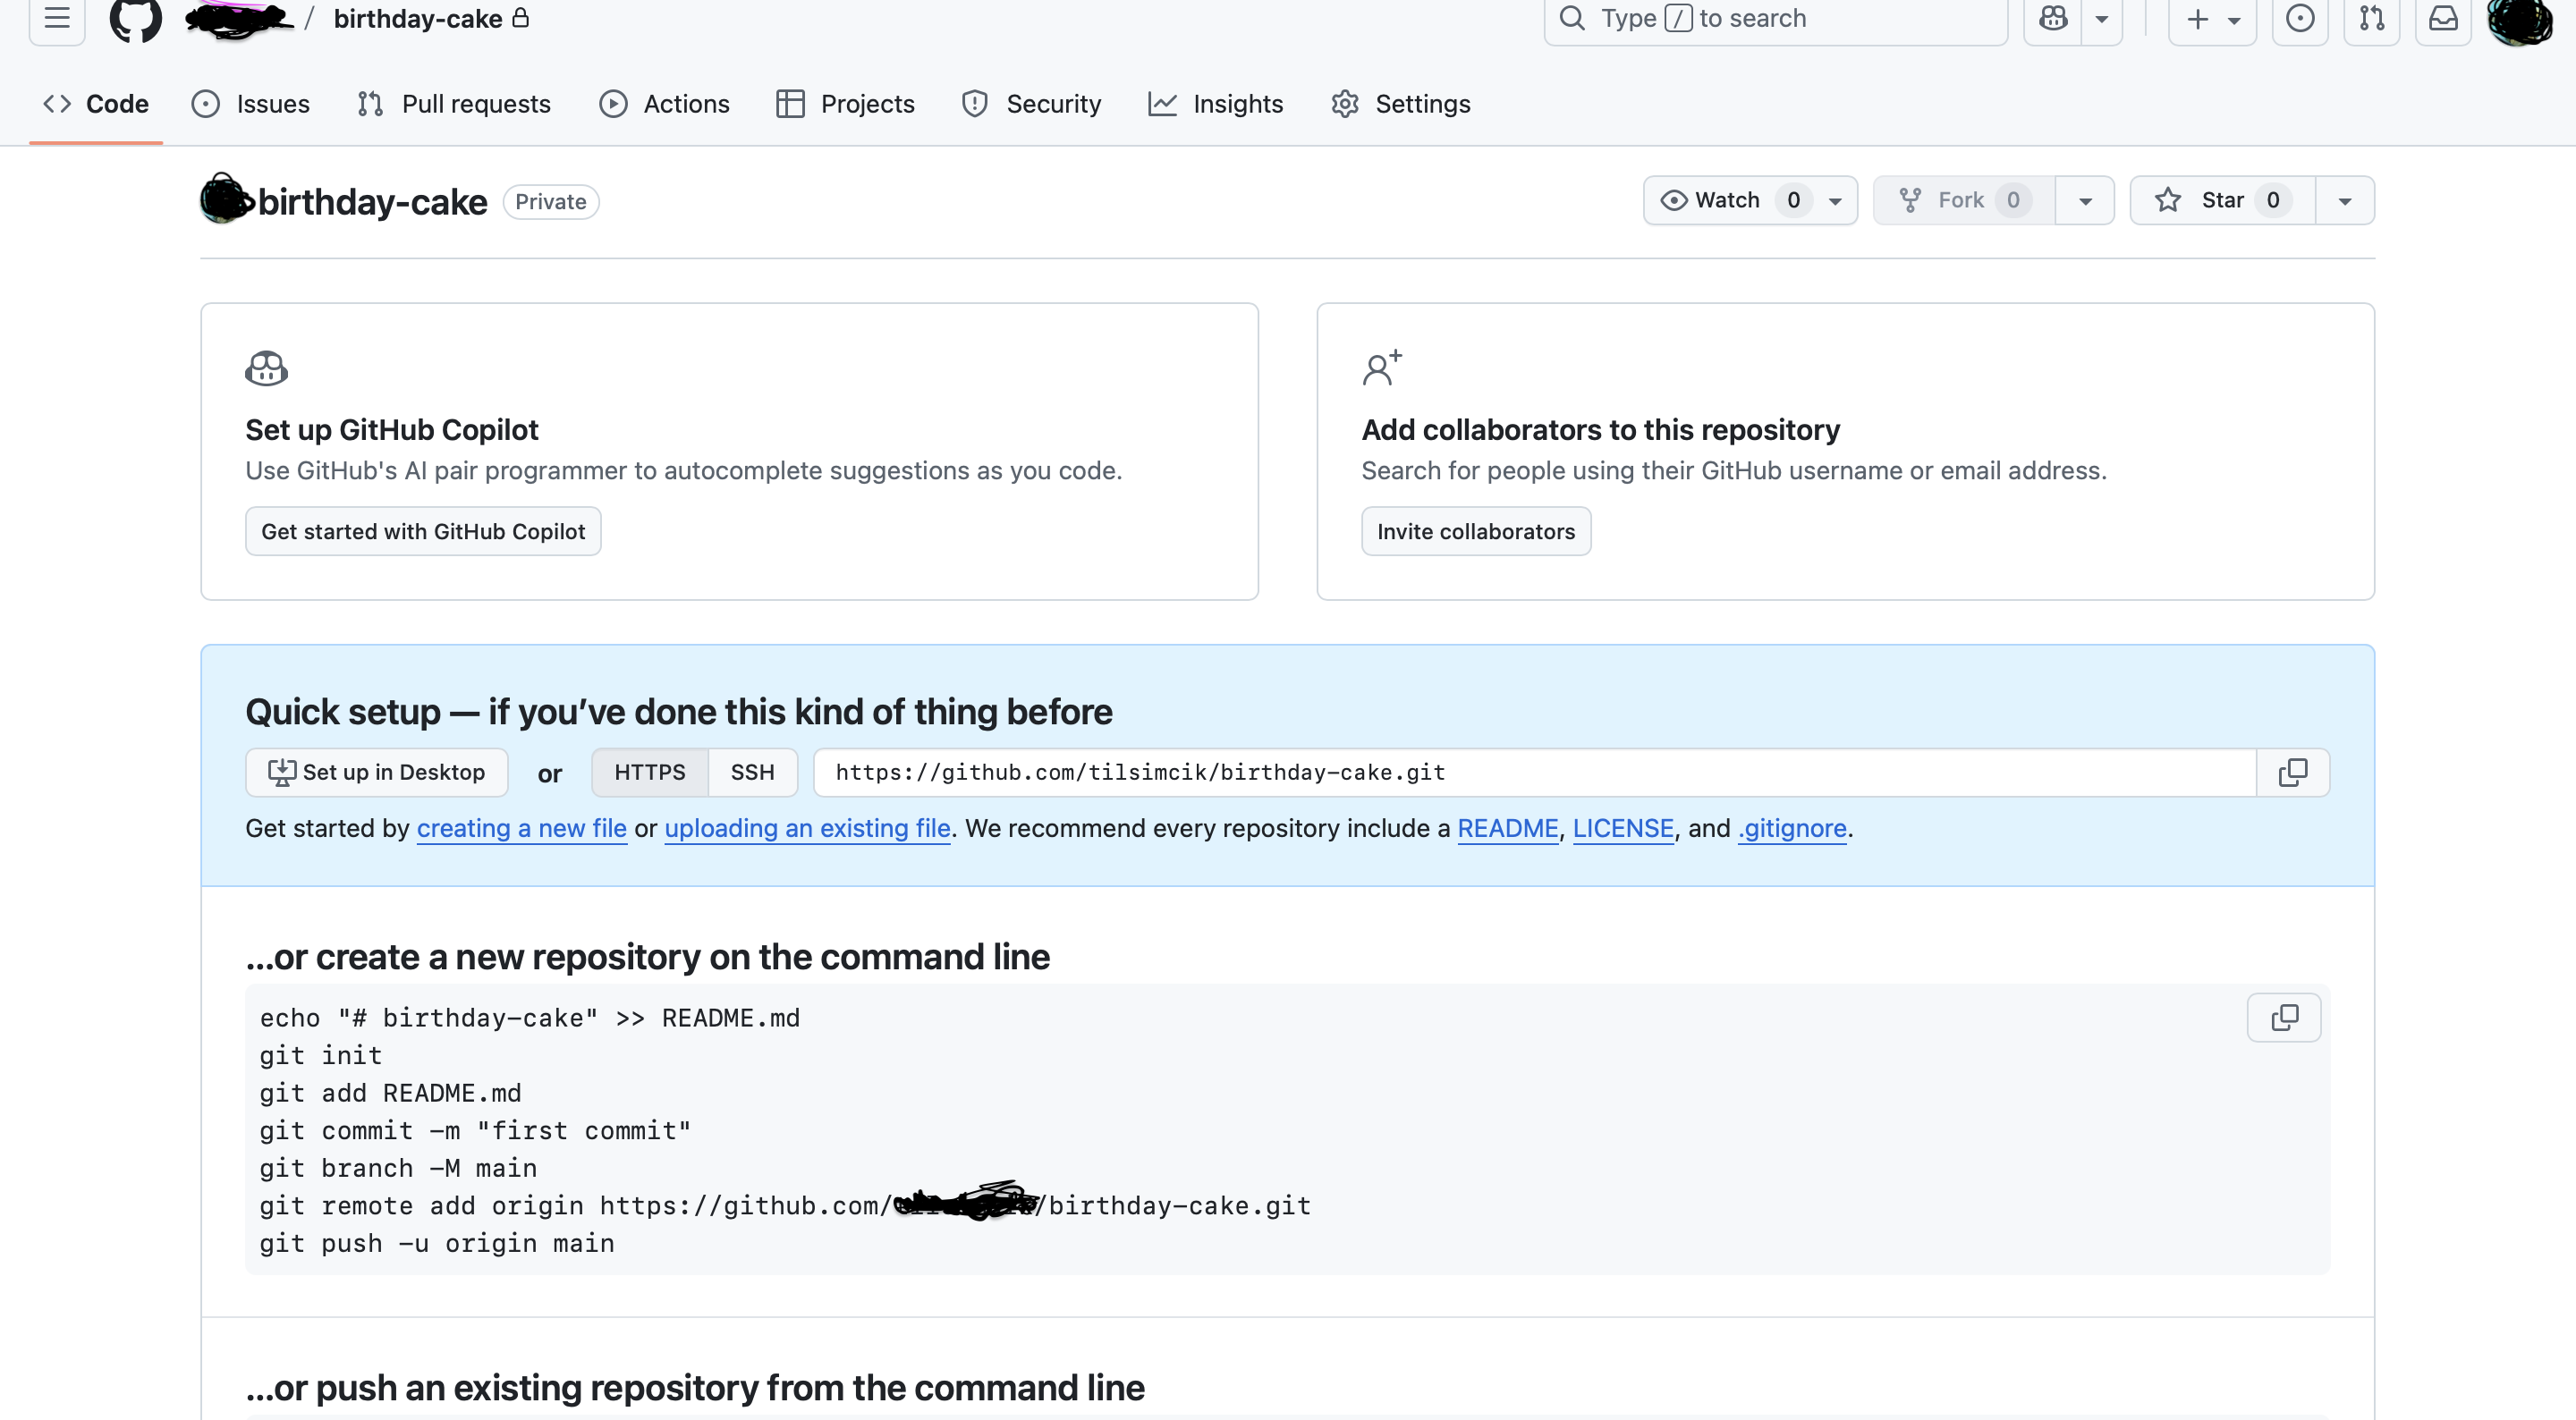 / birthday-cake
Type / to search
Code Issues Pull requests Actions Projects Security Insights Settings
birthday-cake Private
Watch 0 Fork 0 Star 0
Set up GitHub Copilot
Use GitHub's AI pair programmer to autocomplete suggestions as you code.
Get started with GitHub Copilot
Add collaborators to this repository
Search for people using their GitHub username or email address.
Invite collaborators
Quick setup — if you’ve done this kind of thing before
Set up in Desktop or HTTPS SSH https://github.com/tilsimcik/birthday-cake.git
Get started by creating a new file or uploading an existing file. We recommend every repository include a README, LICENSE, and .gitignore.
…or create a new repository on the command line
echo "# birthday-cake" >> README.md
git init
git add README.md
git commit -m "first commit"
git branch -M main
git remote add origin https://github.com/ /birthday-cake.git
git push -u origin main
…or push an existing repository from the command line